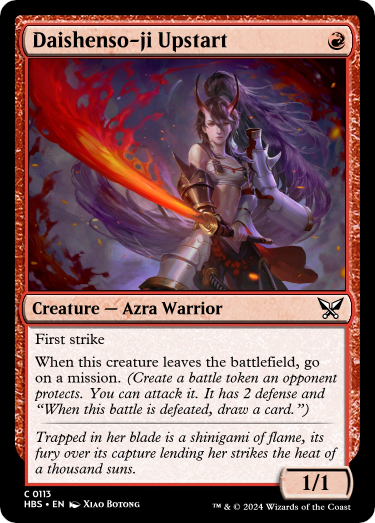 Daishenso-ji Upstart
Creature — Azra Warrior
First strike
When this creature leaves the battlefield, go
on a mission. (Create a battle token an opponent
protects. You can attack it. It has 2 defense and
“When this battle is defeated, draw a card.”)
Trapped in her blade is a shinigami of flame, its
fury over its capture lending her strikes the heat of
a thousand suns.
1/1
C 0113
HBS • EN Xiao Botong
™ & © 2024 Wizards of the Coast